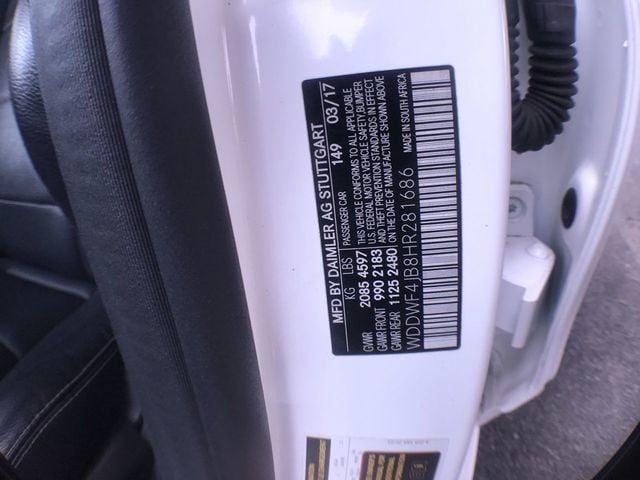 MFD BY DAIMLER AG STUTTGART
149 03/17
KG LBS PASSENGER CAR
GVWR 2085 4597 THIS VEHICLE CONFORMS TO ALL APPLICABLE
U.S. FEDERAL MOTOR VEHICLE SAFETY, BUMPER
GAWR FRONT 990 2183 AND THEFT PREVENTION STANDARDS IN EFFECT
GAWR REAR 1125 2480 ON THE DATE OF MANUFACTURE SHOWN ABOVE
WDDWF4JB8HR281686 MADE IN SOUTH AFRICA